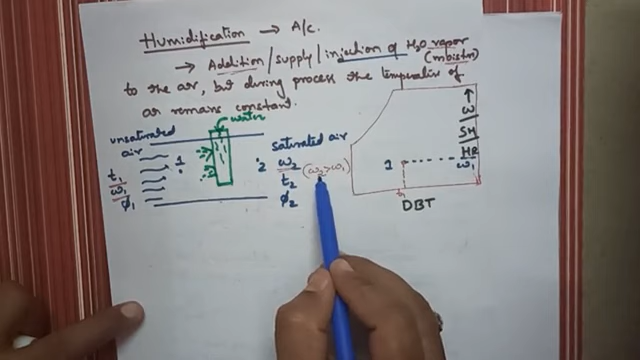 Humidification → A/c.
→ Addition/supply/injection of H₂O vapor
(moistn)
to the air, but during process the temperature of
air remains constant.
water
unsaturated
air
t₁
ω₁
φ₁
1
2
saturated air
ω₂ (ω₂>ω₁)
t₂
φ₂
ω
SH
HR
1
ω₁
t₁
DBT